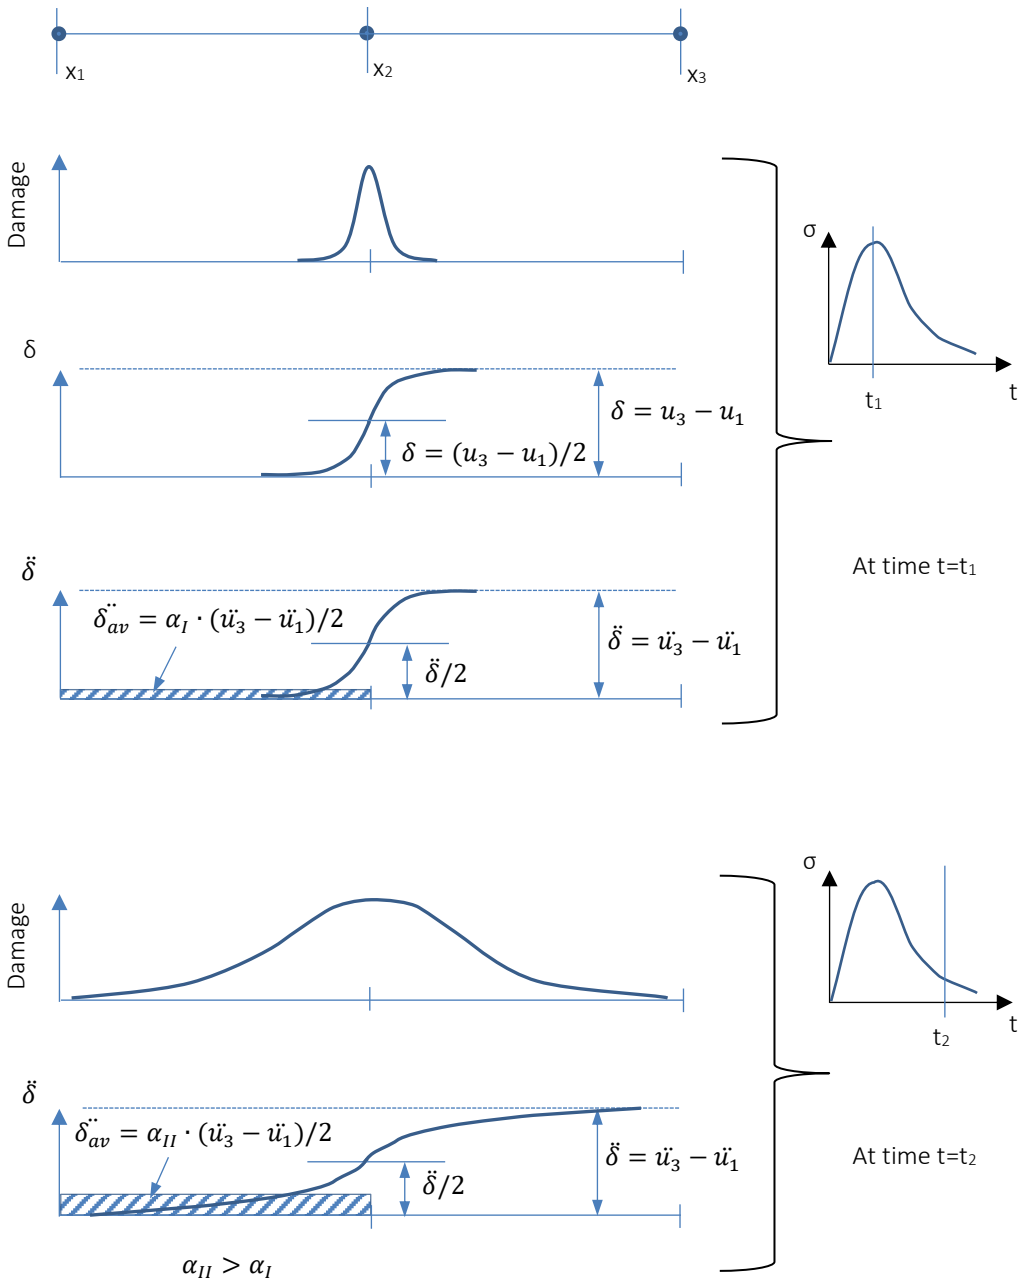 x1 x2 x3
Damage
σ
t1 t
δ
δ = u₃ − u₁
δ = (u₃ − u₁)/2
At time t=t1
δ̈
δ̈_av = α_I · (ü₃ − ü₁)/2
δ̈ = ü₃ − ü₁
δ̈/2
Damage
σ
t2 t
δ̈
δ̈_av = α_II · (ü₃ − ü₁)/2
δ̈ = ü₃ − ü₁
δ̈/2
At time t=t2
α_II > α_I